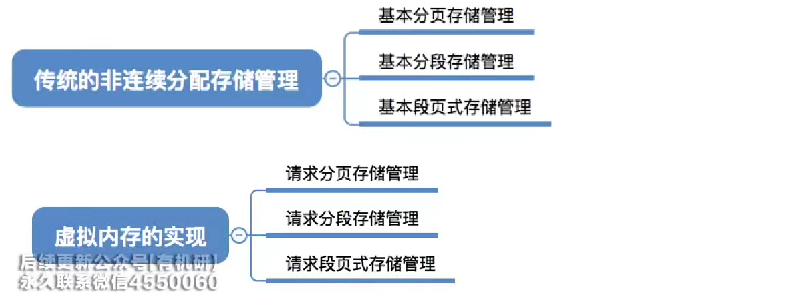 基本分页存储管理
传统的非连续分配存储管理
基本分段存储管理
基本段页式存储管理
请求分页存储管理
虚拟内存的实现
请求分段存储管理
请求段页式存储管理
后续更新公众号[有机研]
永久联系微信4550060